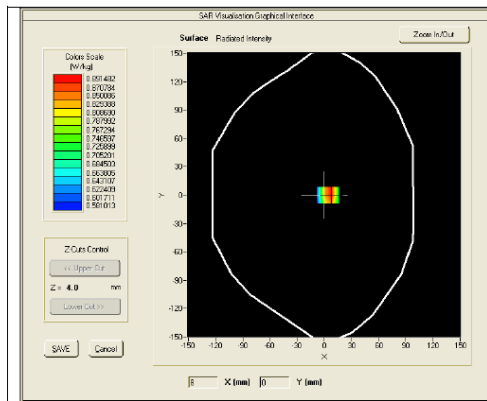 SAR Visualisation Graphical Interface
Surface Radiated Intensity
Zoom In/Out
Colors Scale
(W/kg)
0.891482
0.870784
0.850086
0.829388
0.808690
0.787992
0.767294
0.746597
0.725899
0.705201
0.684503
0.663805
0.643107
0.622409
0.601711
0.581013
Z Cuts Control
<< Upper Cut
Z = 4.0 mm
Lower Cut >>
SAVE Cancel
150
120
90
60
30
0
-30
-60
-90
-120
-150
Y
-150 -120 -90 -60 -30 0 30 60 90 120 150
X
8 X (mm) 0 Y (mm)